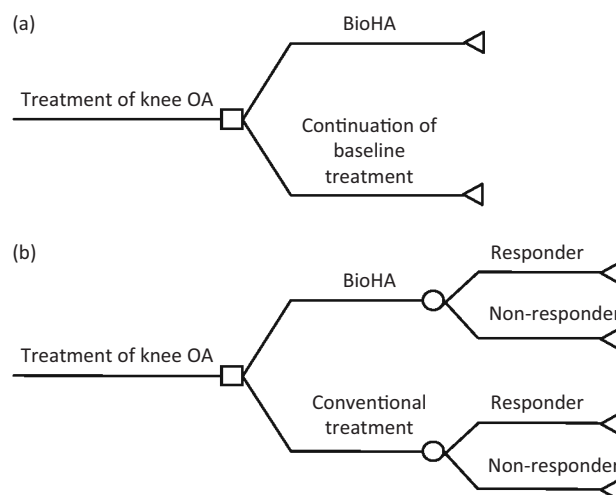 (a)
BioHA
Treatment of knee OA
Continuation of
baseline
treatment
(b)
Responder
BioHA
Non-responder
Treatment of knee OA
Conventional
treatment
Responder
Non-responder